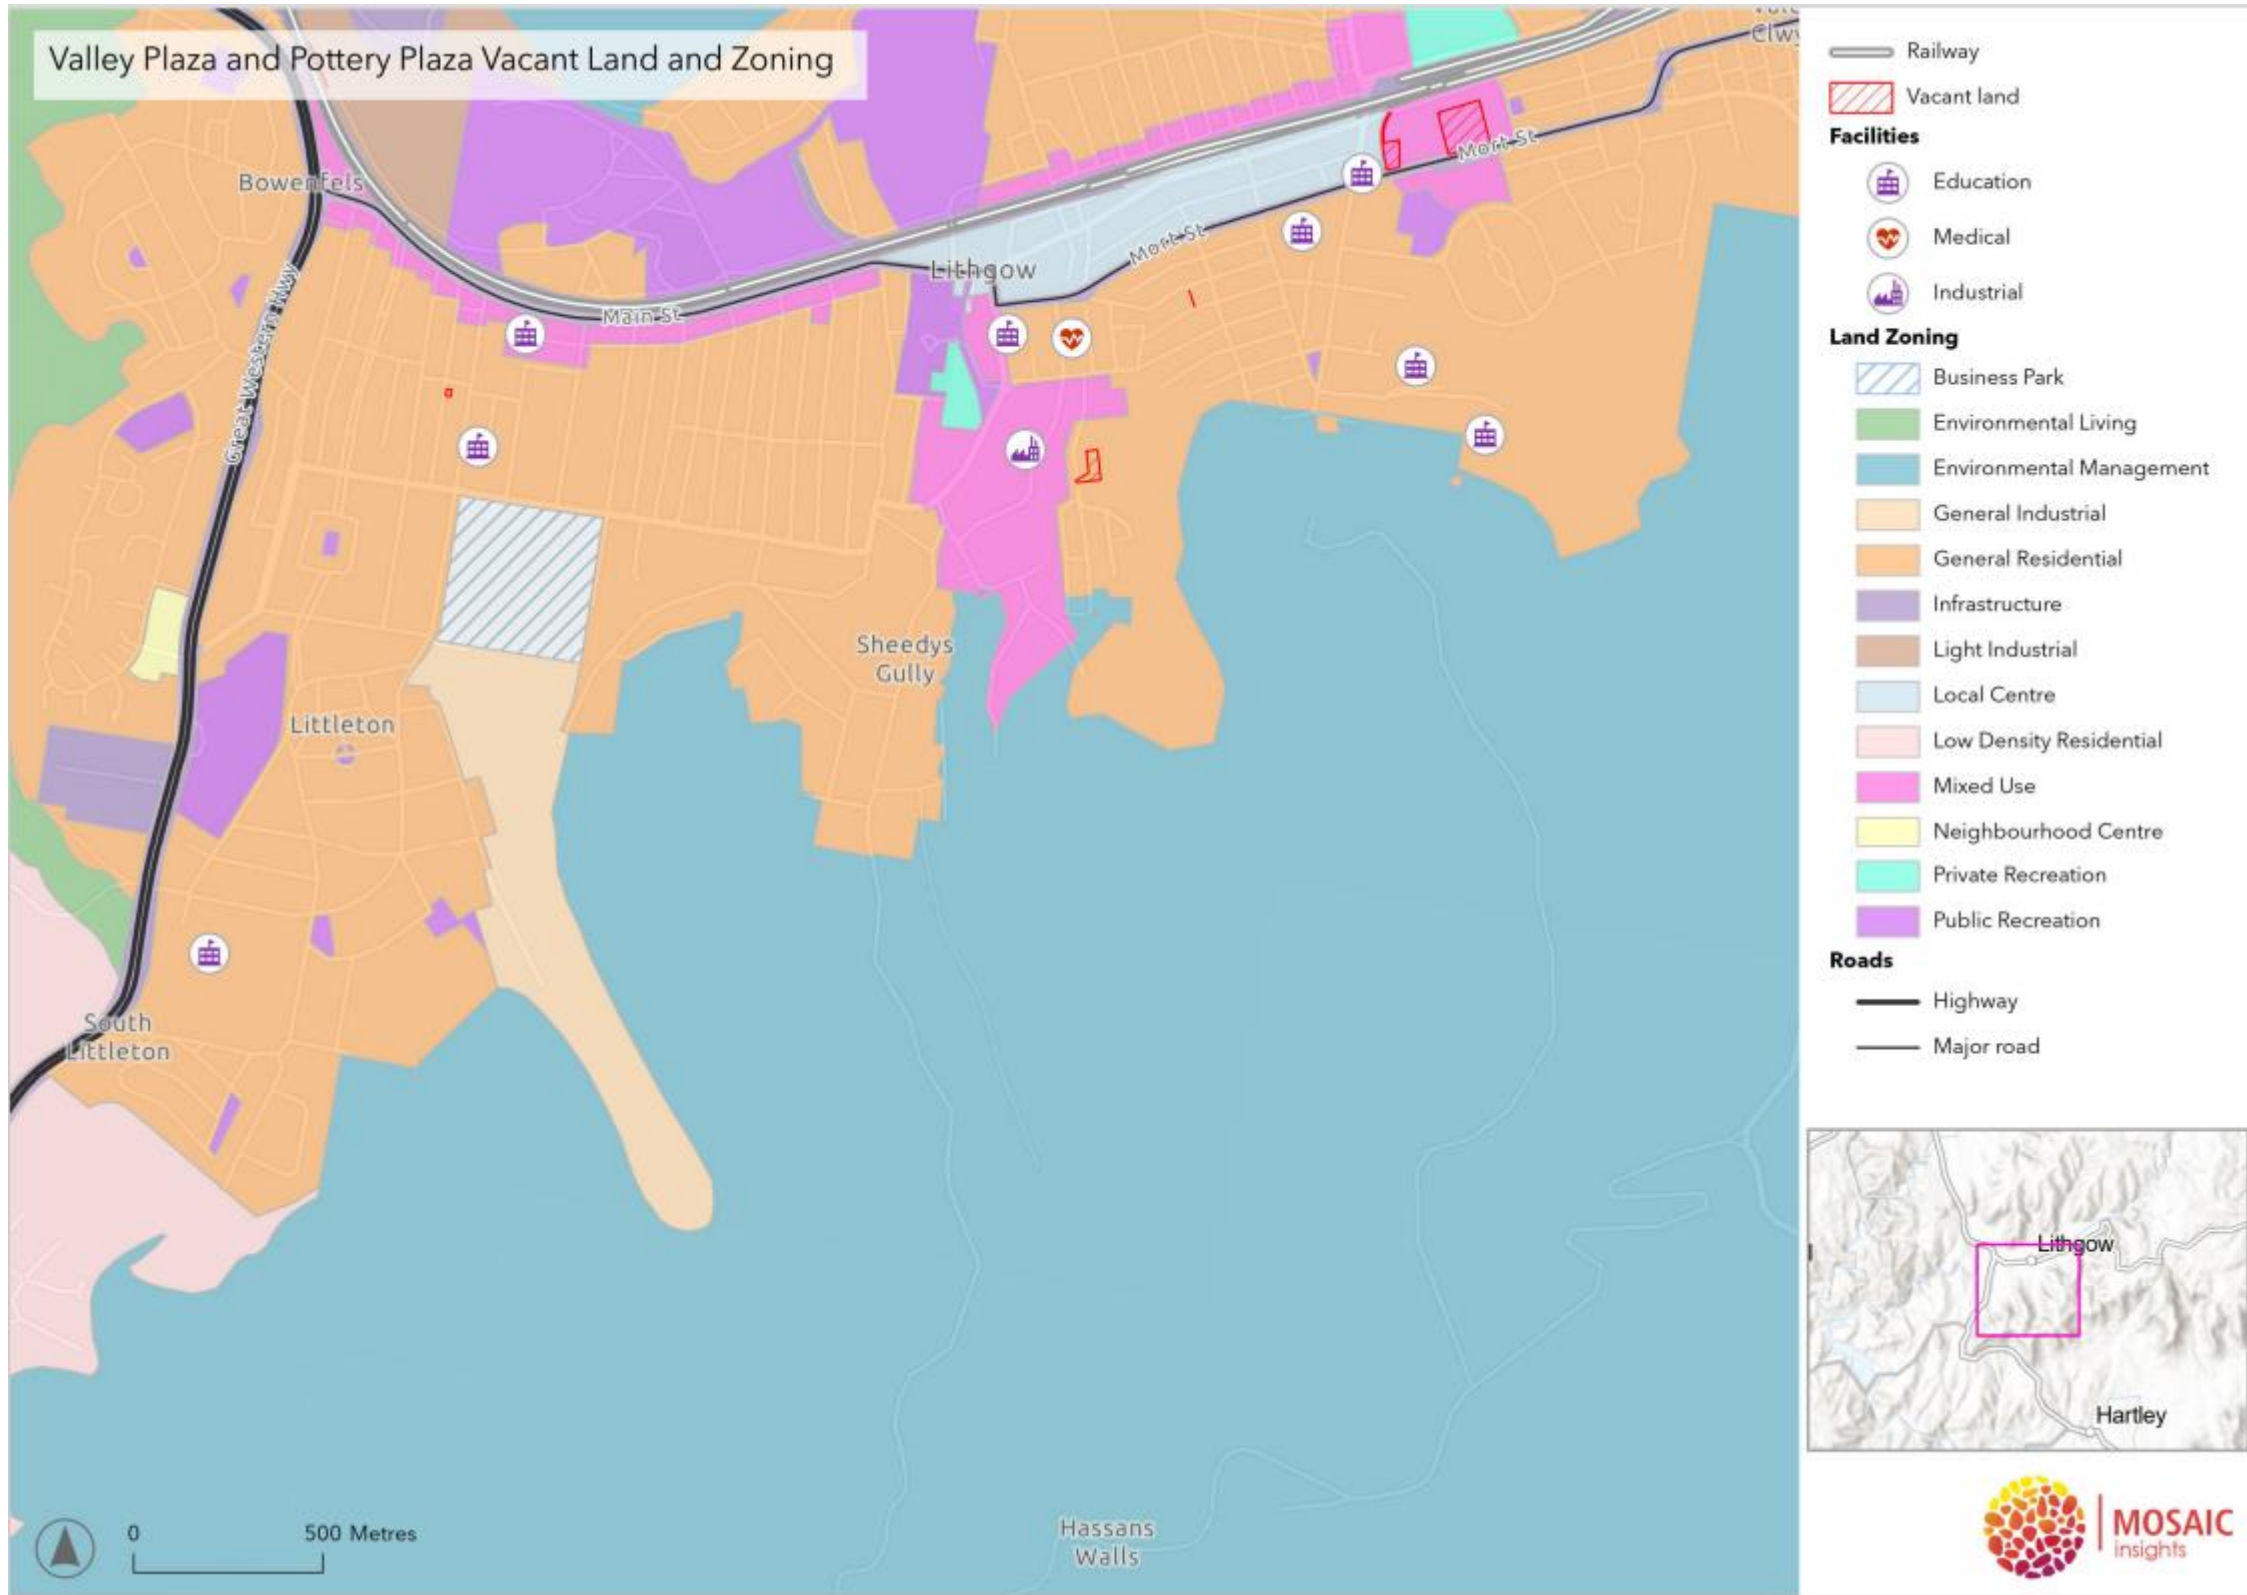 Valley Plaza and Pottery Plaza Vacant Land and Zoning
Bowenfels
Great Western Hwy
Main St
Lithgow
Mort St
Mort St
Sheedys
Gully
Littleton
South
Littleton
Hassans
Walls
0 500 Metres
Railway
Vacant land
Facilities
Education
Medical
Industrial
Land Zoning
Business Park
Environmental Living
Environmental Management
General Industrial
General Residential
Infrastructure
Light Industrial
Local Centre
Low Density Residential
Mixed Use
Neighbourhood Centre
Private Recreation
Public Recreation
Roads
Highway
Major road
Lithgow
Hartley
MOSAIC
insights